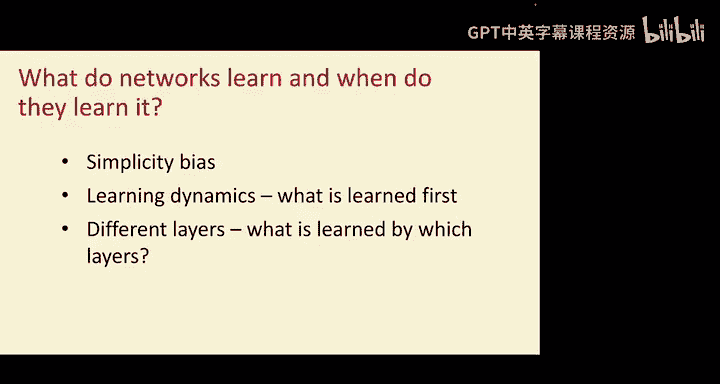 GPT中英字幕课程资源 bilibili
What do networks learn and when do
they learn it?
• Simplicity bias
• Learning dynamics – what is learned first
• Different layers – what is learned by which
layers?